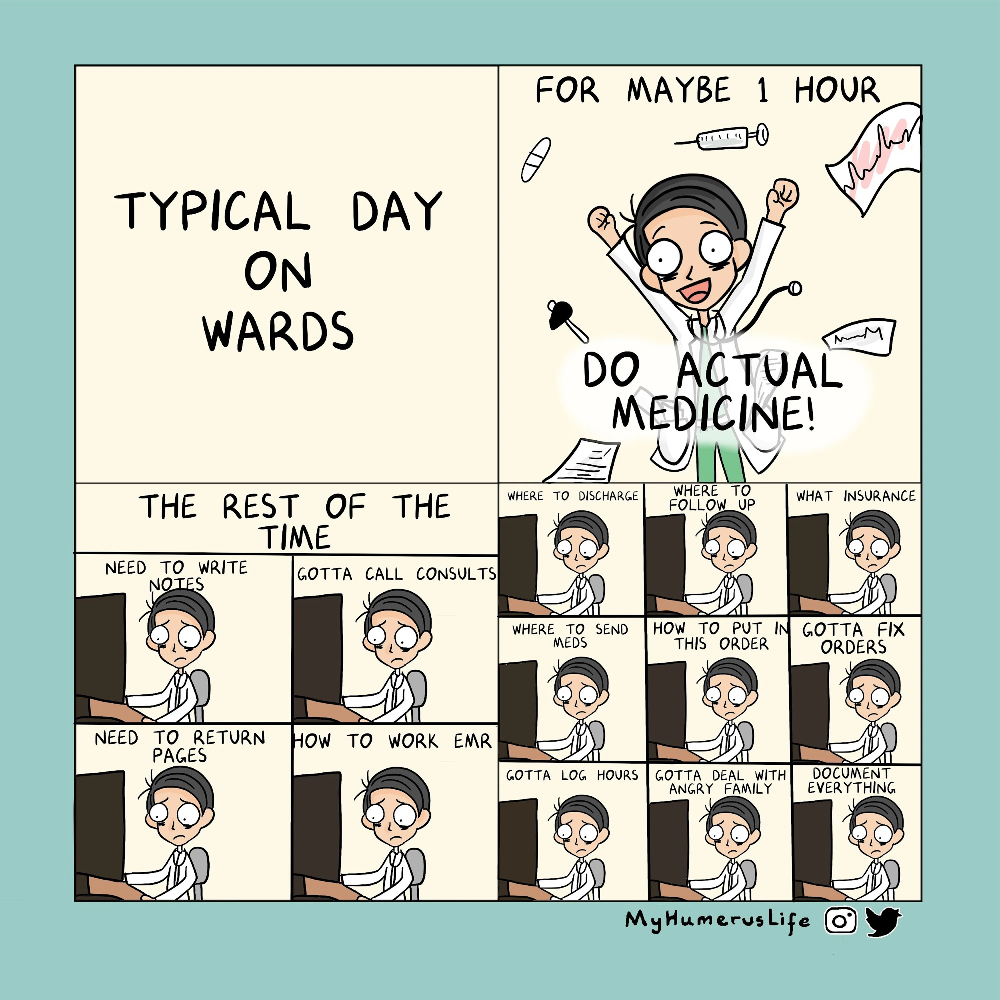 TYPICAL DAY
ON
WARDS
FOR MAYBE 1 HOUR
DO ACTUAL
MEDICINE!
THE REST OF THE
TIME
NEED TO WRITE
NOTES
GOTTA CALL CONSULTS
NEED TO RETURN
PAGES
HOW TO WORK EMR
WHERE TO DISCHARGE
WHERE TO
FOLLOW UP
WHAT INSURANCE
WHERE TO SEND
MEDS
HOW TO PUT IN
THIS ORDER
GOTTA FIX
ORDERS
GOTTA LOG HOURS
GOTTA DEAL WITH
ANGRY FAMILY
DOCUMENT
EVERYTHING
MyHumerusLife